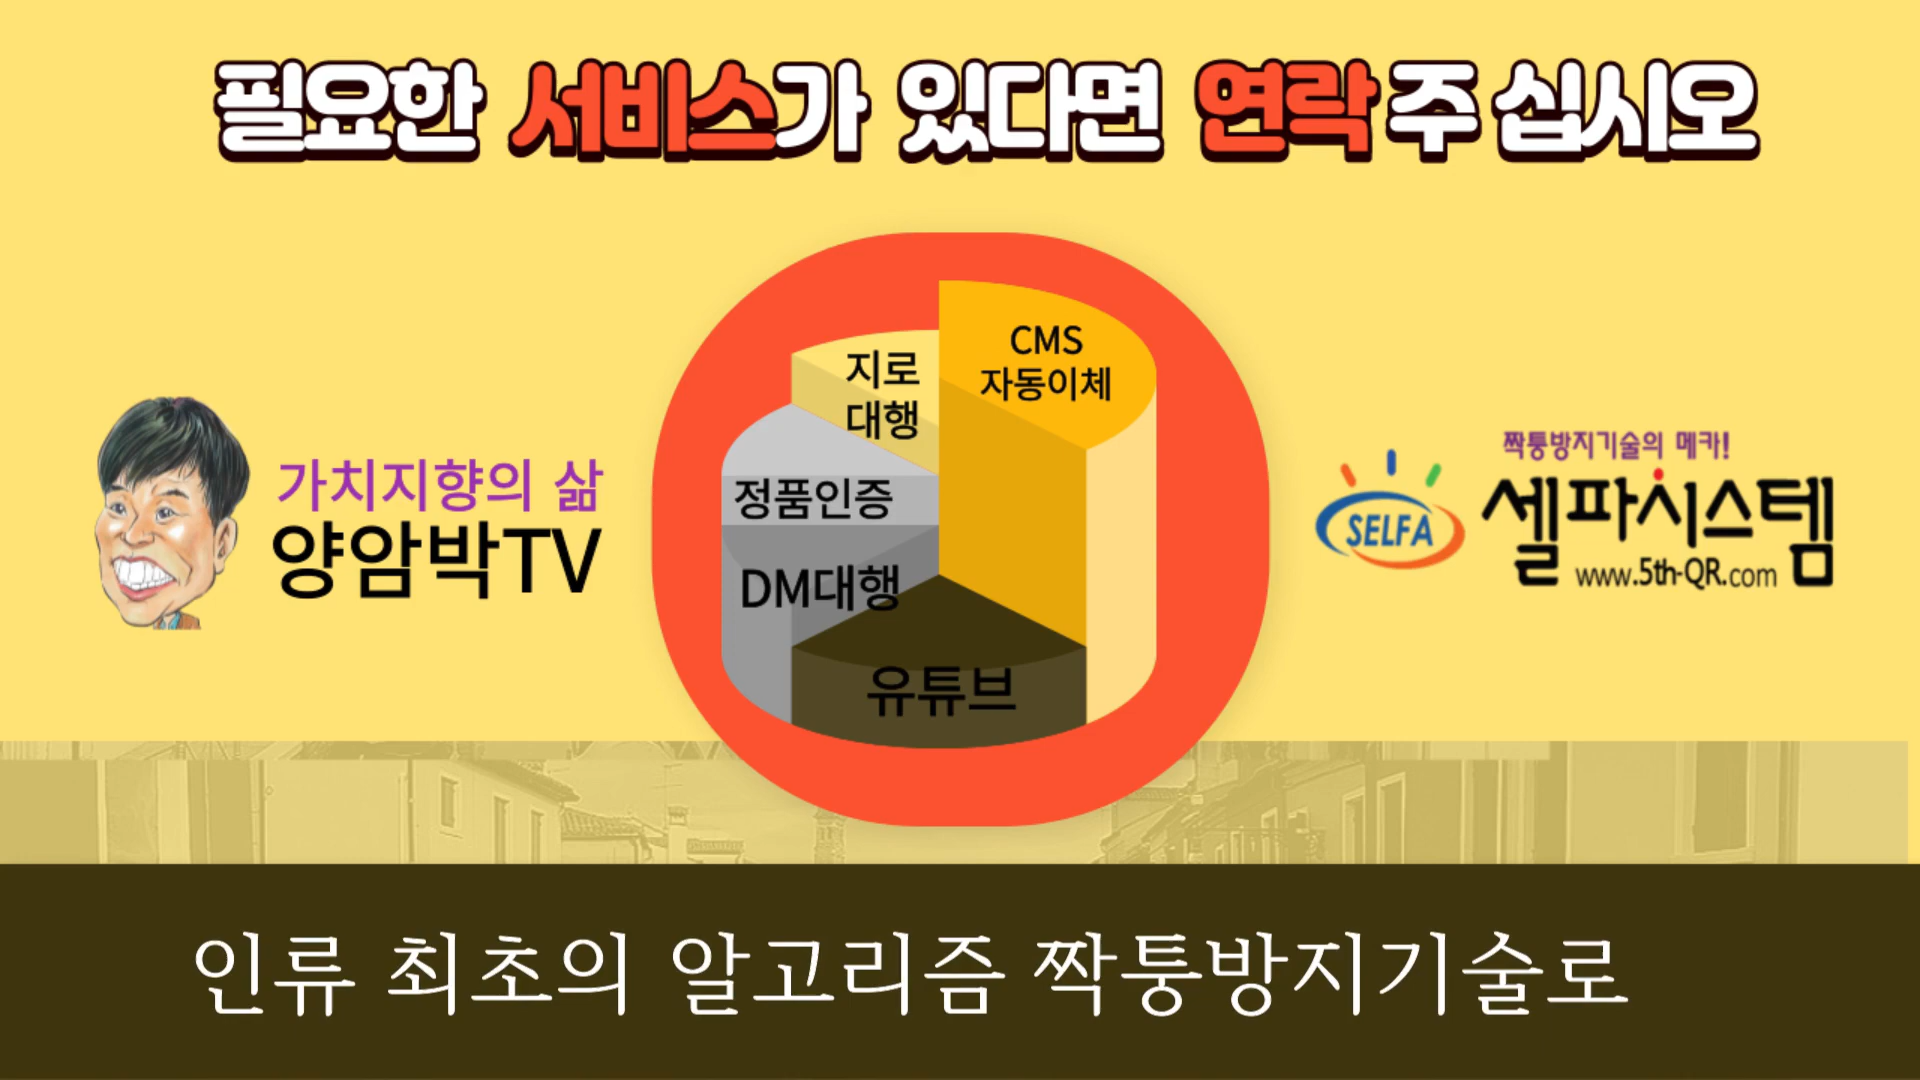 필요한 서비스가 있다면 연락 주 십시오
CMS
자동이체
지로
대행
정품인증
DM대행
유튜브
가치지향의 삶
양암박TV
짝퉁방지기술의 메카!
SELFA
셀파시스템
www.5th-QR.com
인류 최초의 알고리즘 짝퉁방지기술로